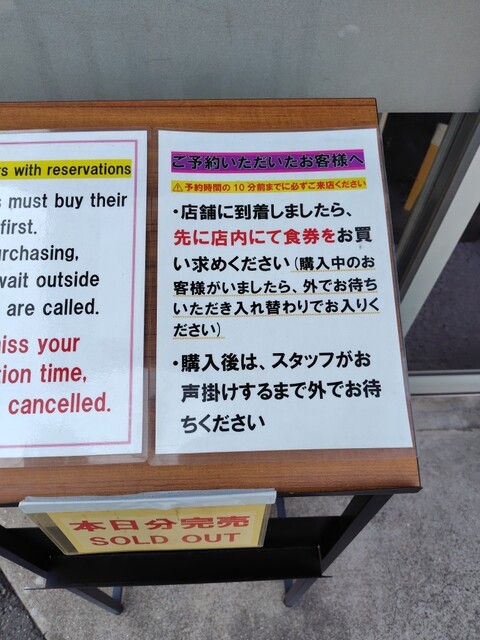 s with reservations
s must buy their
first.
urchasing,
wait outside
are called.
iss your
tion time,
cancelled.
ご予約いただいたお客様へ
⚠予約時間の10分前までに必ずご来店ください
・店舗に到着しましたら、
先に店内にて食券をお買
い求めください(購入中のお
客様がいましたら、外でお待ち
いただき入れ替わりでお入りく
ださい)
・購入後は、スタッフがお
声掛けするまで外でお待
ちください
本日分完売
SOLD OUT